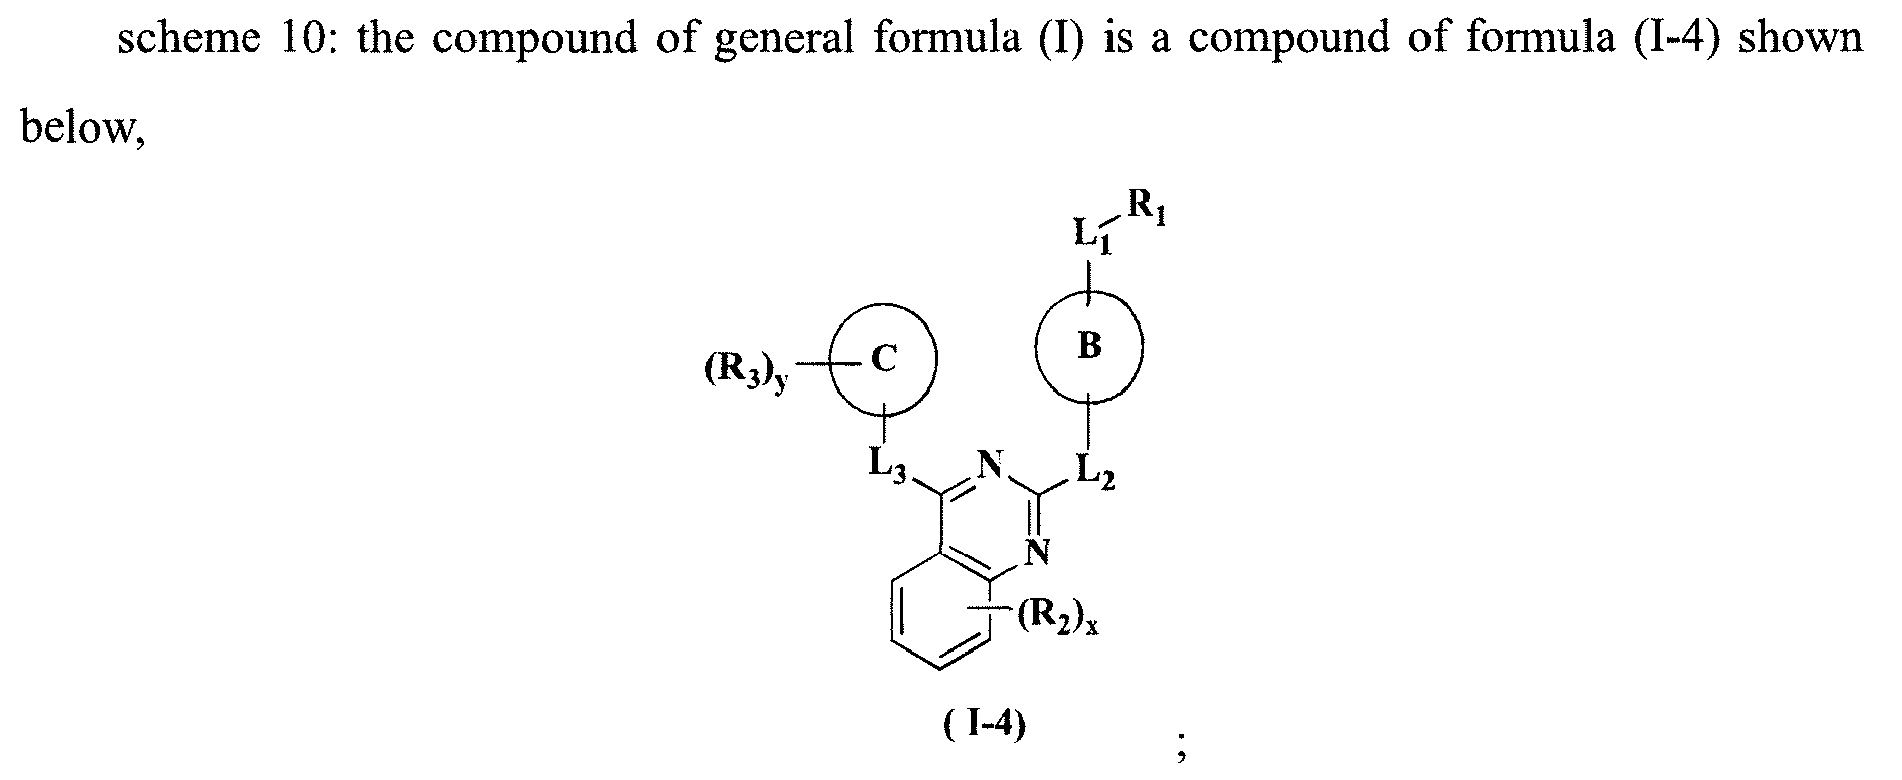 scheme 10: the compound of general formula (I) is a compound of formula (I-4) shown
below,
R1
L1
B
C
(R3)y
L3
N
L2
N
(R2)x
( I-4)
;